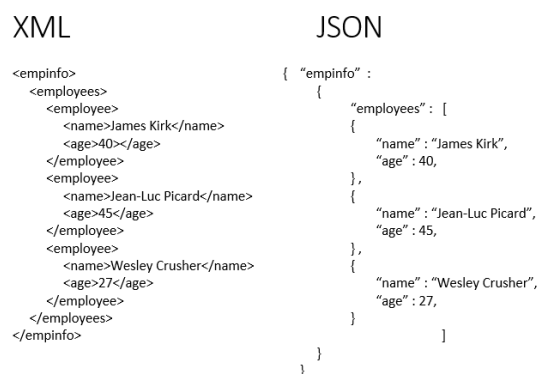 XML
<empinfo>
<employees>
<employee>
<name>James Kirk</name>
<age>40></age>
</employee>
<employee>
<name>Jean-Luc Picard</name>
<age>45</age>
</employee>
<employee>
<name>Wesley Crusher</name>
<age>27</age>
</employee>
</employees>
</empinfo>
JSON
{ “empinfo” :
{
“employees” : [
{
“name” : “James Kirk”,
“age” : 40,
} ,
{
“name” : “Jean-Luc Picard”,
“age” : 45,
} ,
{
“name” : “Wesley Crusher”,
“age” : 27,
}
]
}
}